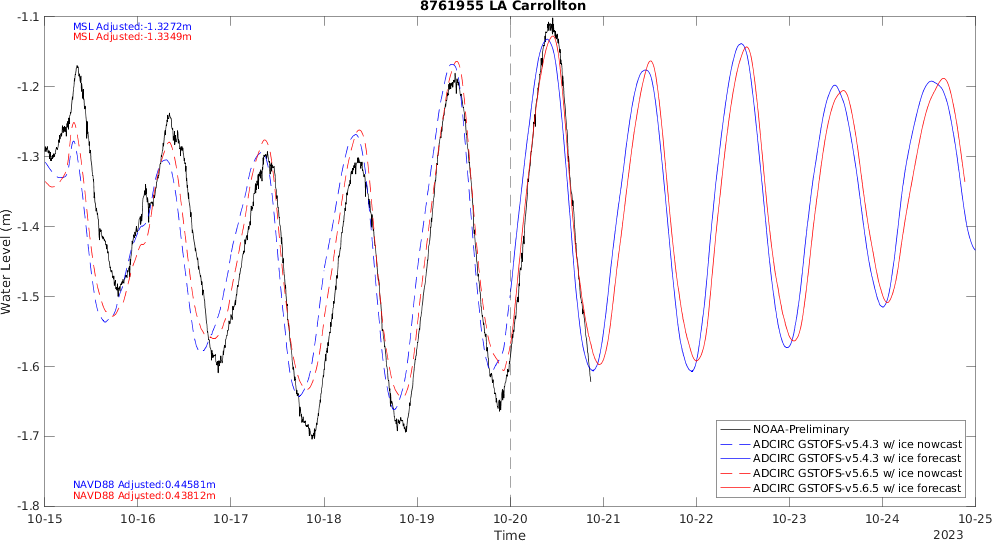 8761955 LA Carrollton
MSL Adjusted:-1.3272m
MSL Adjusted:-1.3349m
-1.1
-1.2
-1.3
-1.4
-1.5
-1.6
-1.7
-1.8
Water Level (m)
NAVD88 Adjusted:0.44581m
NAVD88 Adjusted:0.43812m
NOAA-Preliminary
ADCIRC GSTOFS-v5.4.3 w/ ice nowcast
ADCIRC GSTOFS-v5.4.3 w/ ice forecast
ADCIRC GSTOFS-v5.6.5 w/ ice nowcast
ADCIRC GSTOFS-v5.6.5 w/ ice forecast
10-15 10-16 10-17 10-18 10-19 10-20 10-21 10-22 10-23 10-24 10-25
Time
2023